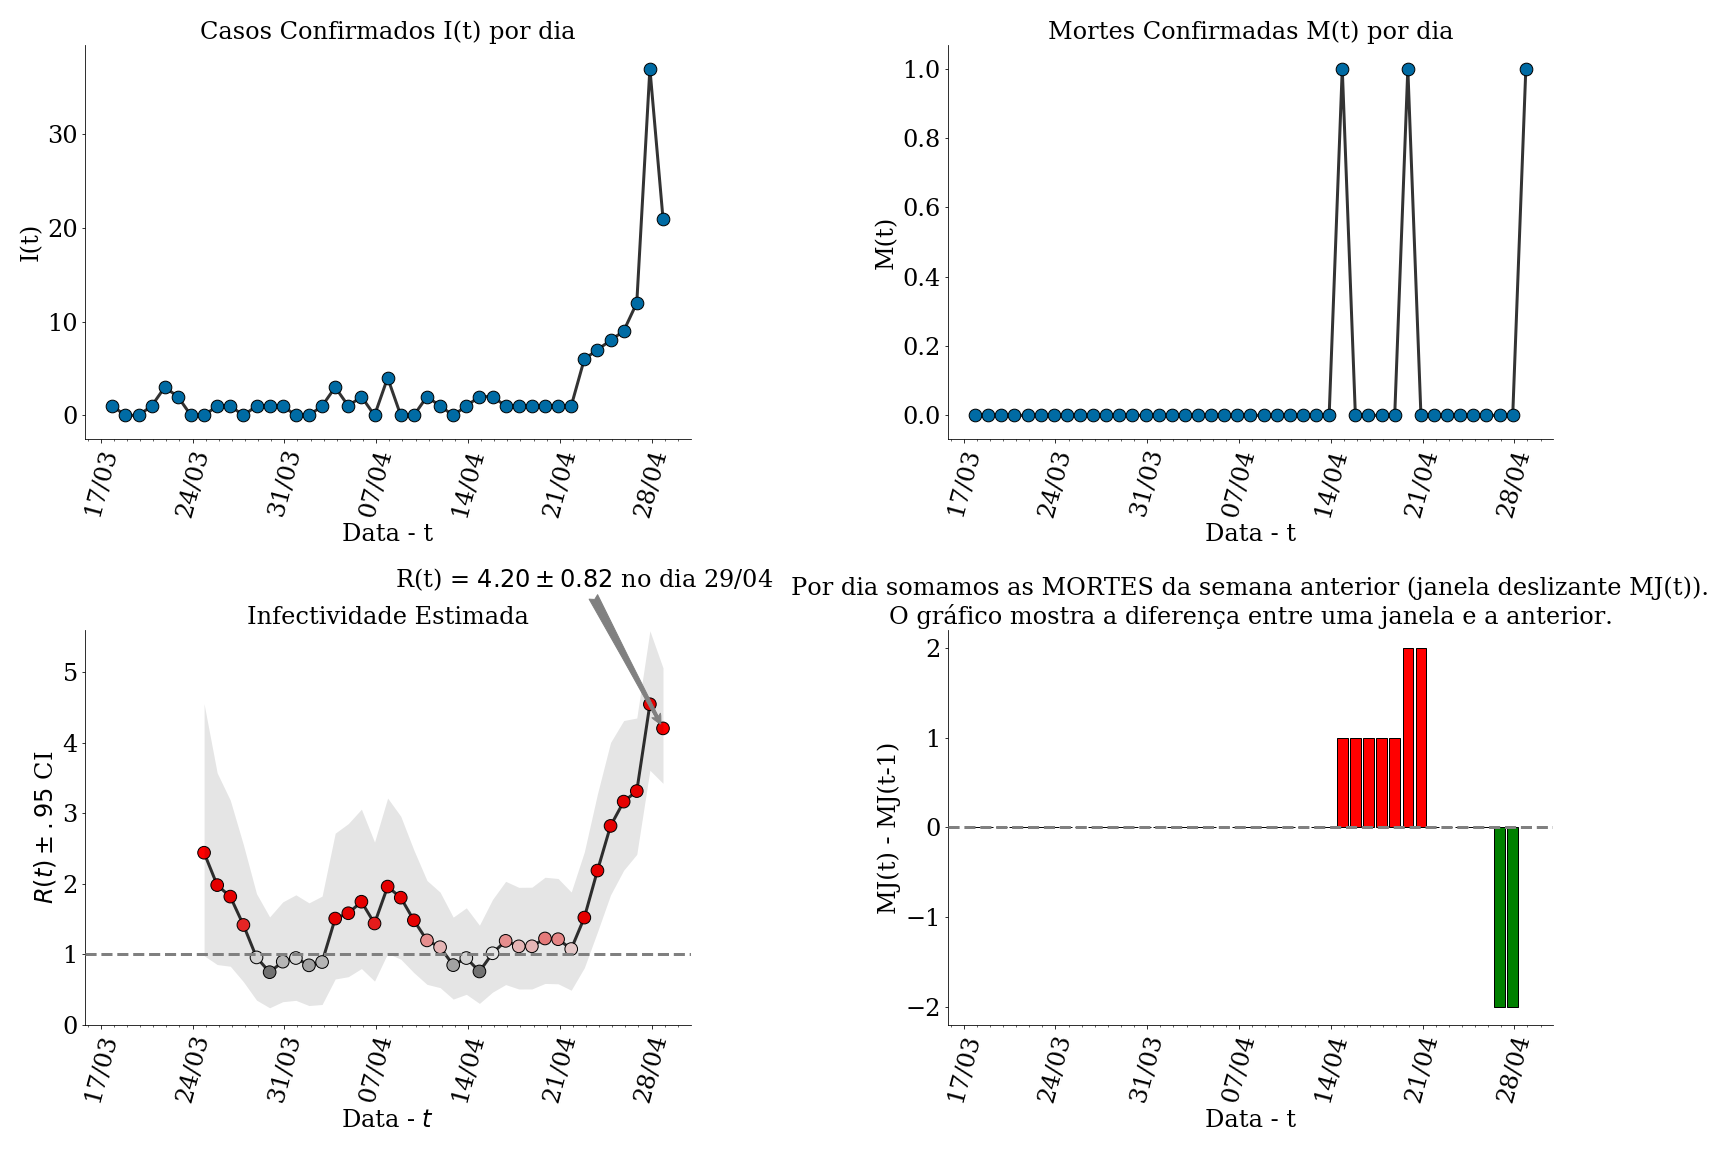 Casos Confirmados I(t) por dia
I(t)
30
20
10
0
17/03 24/03 31/03 07/04 14/04 21/04 28/04
Data - t
Mortes Confirmadas M(t) por dia
M(t)
1.0
0.8
0.6
0.4
0.2
0.0
17/03 24/03 31/03 07/04 14/04 21/04 28/04
Data - t
R(t) = 4.20 ± 0.82 no dia 29/04
Infectividade Estimada
R(t) ± .95 CI
5
4
3
2
1
0
17/03 24/03 31/03 07/04 14/04 21/04 28/04
Data - t
Por dia somamos as MORTES da semana anterior (janela deslizante MJ(t)).
O gráfico mostra a diferença entre uma janela e a anterior.
MJ(t) - MJ(t-1)
2
1
0
−1
−2
17/03 24/03 31/03 07/04 14/04 21/04 28/04
Data - t